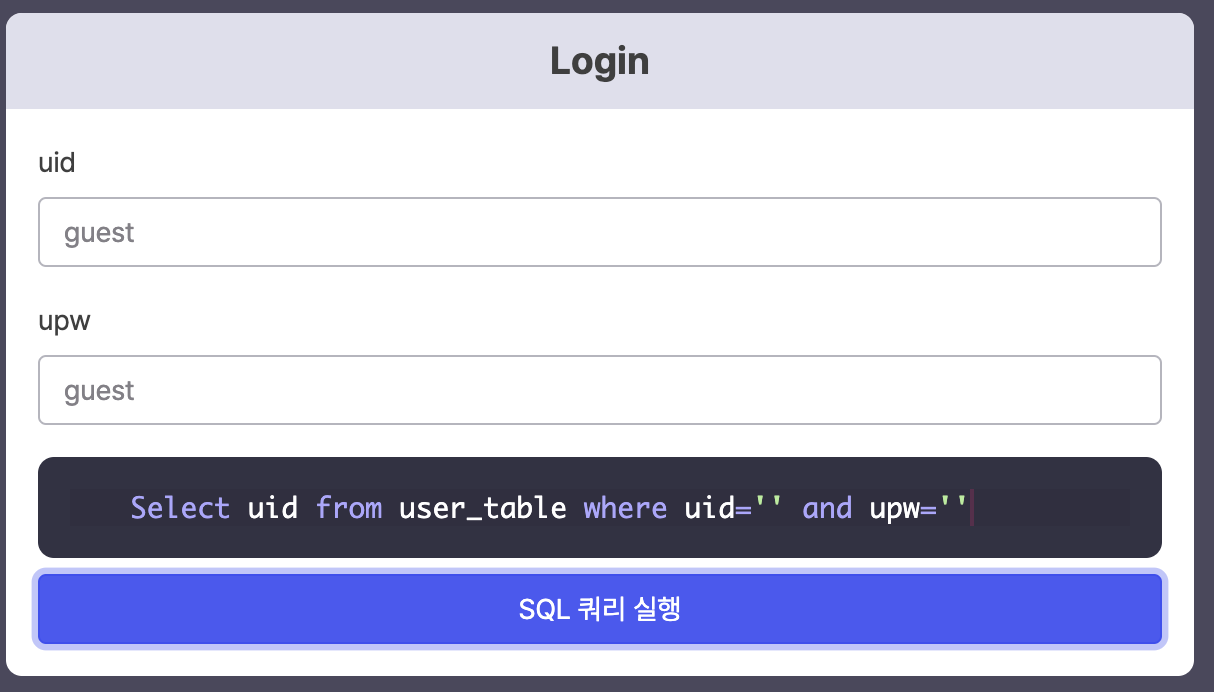 Login
uid
guest
upw
guest
Select uid from user_table where uid='' and upw=''
SQL 쿼리 실행